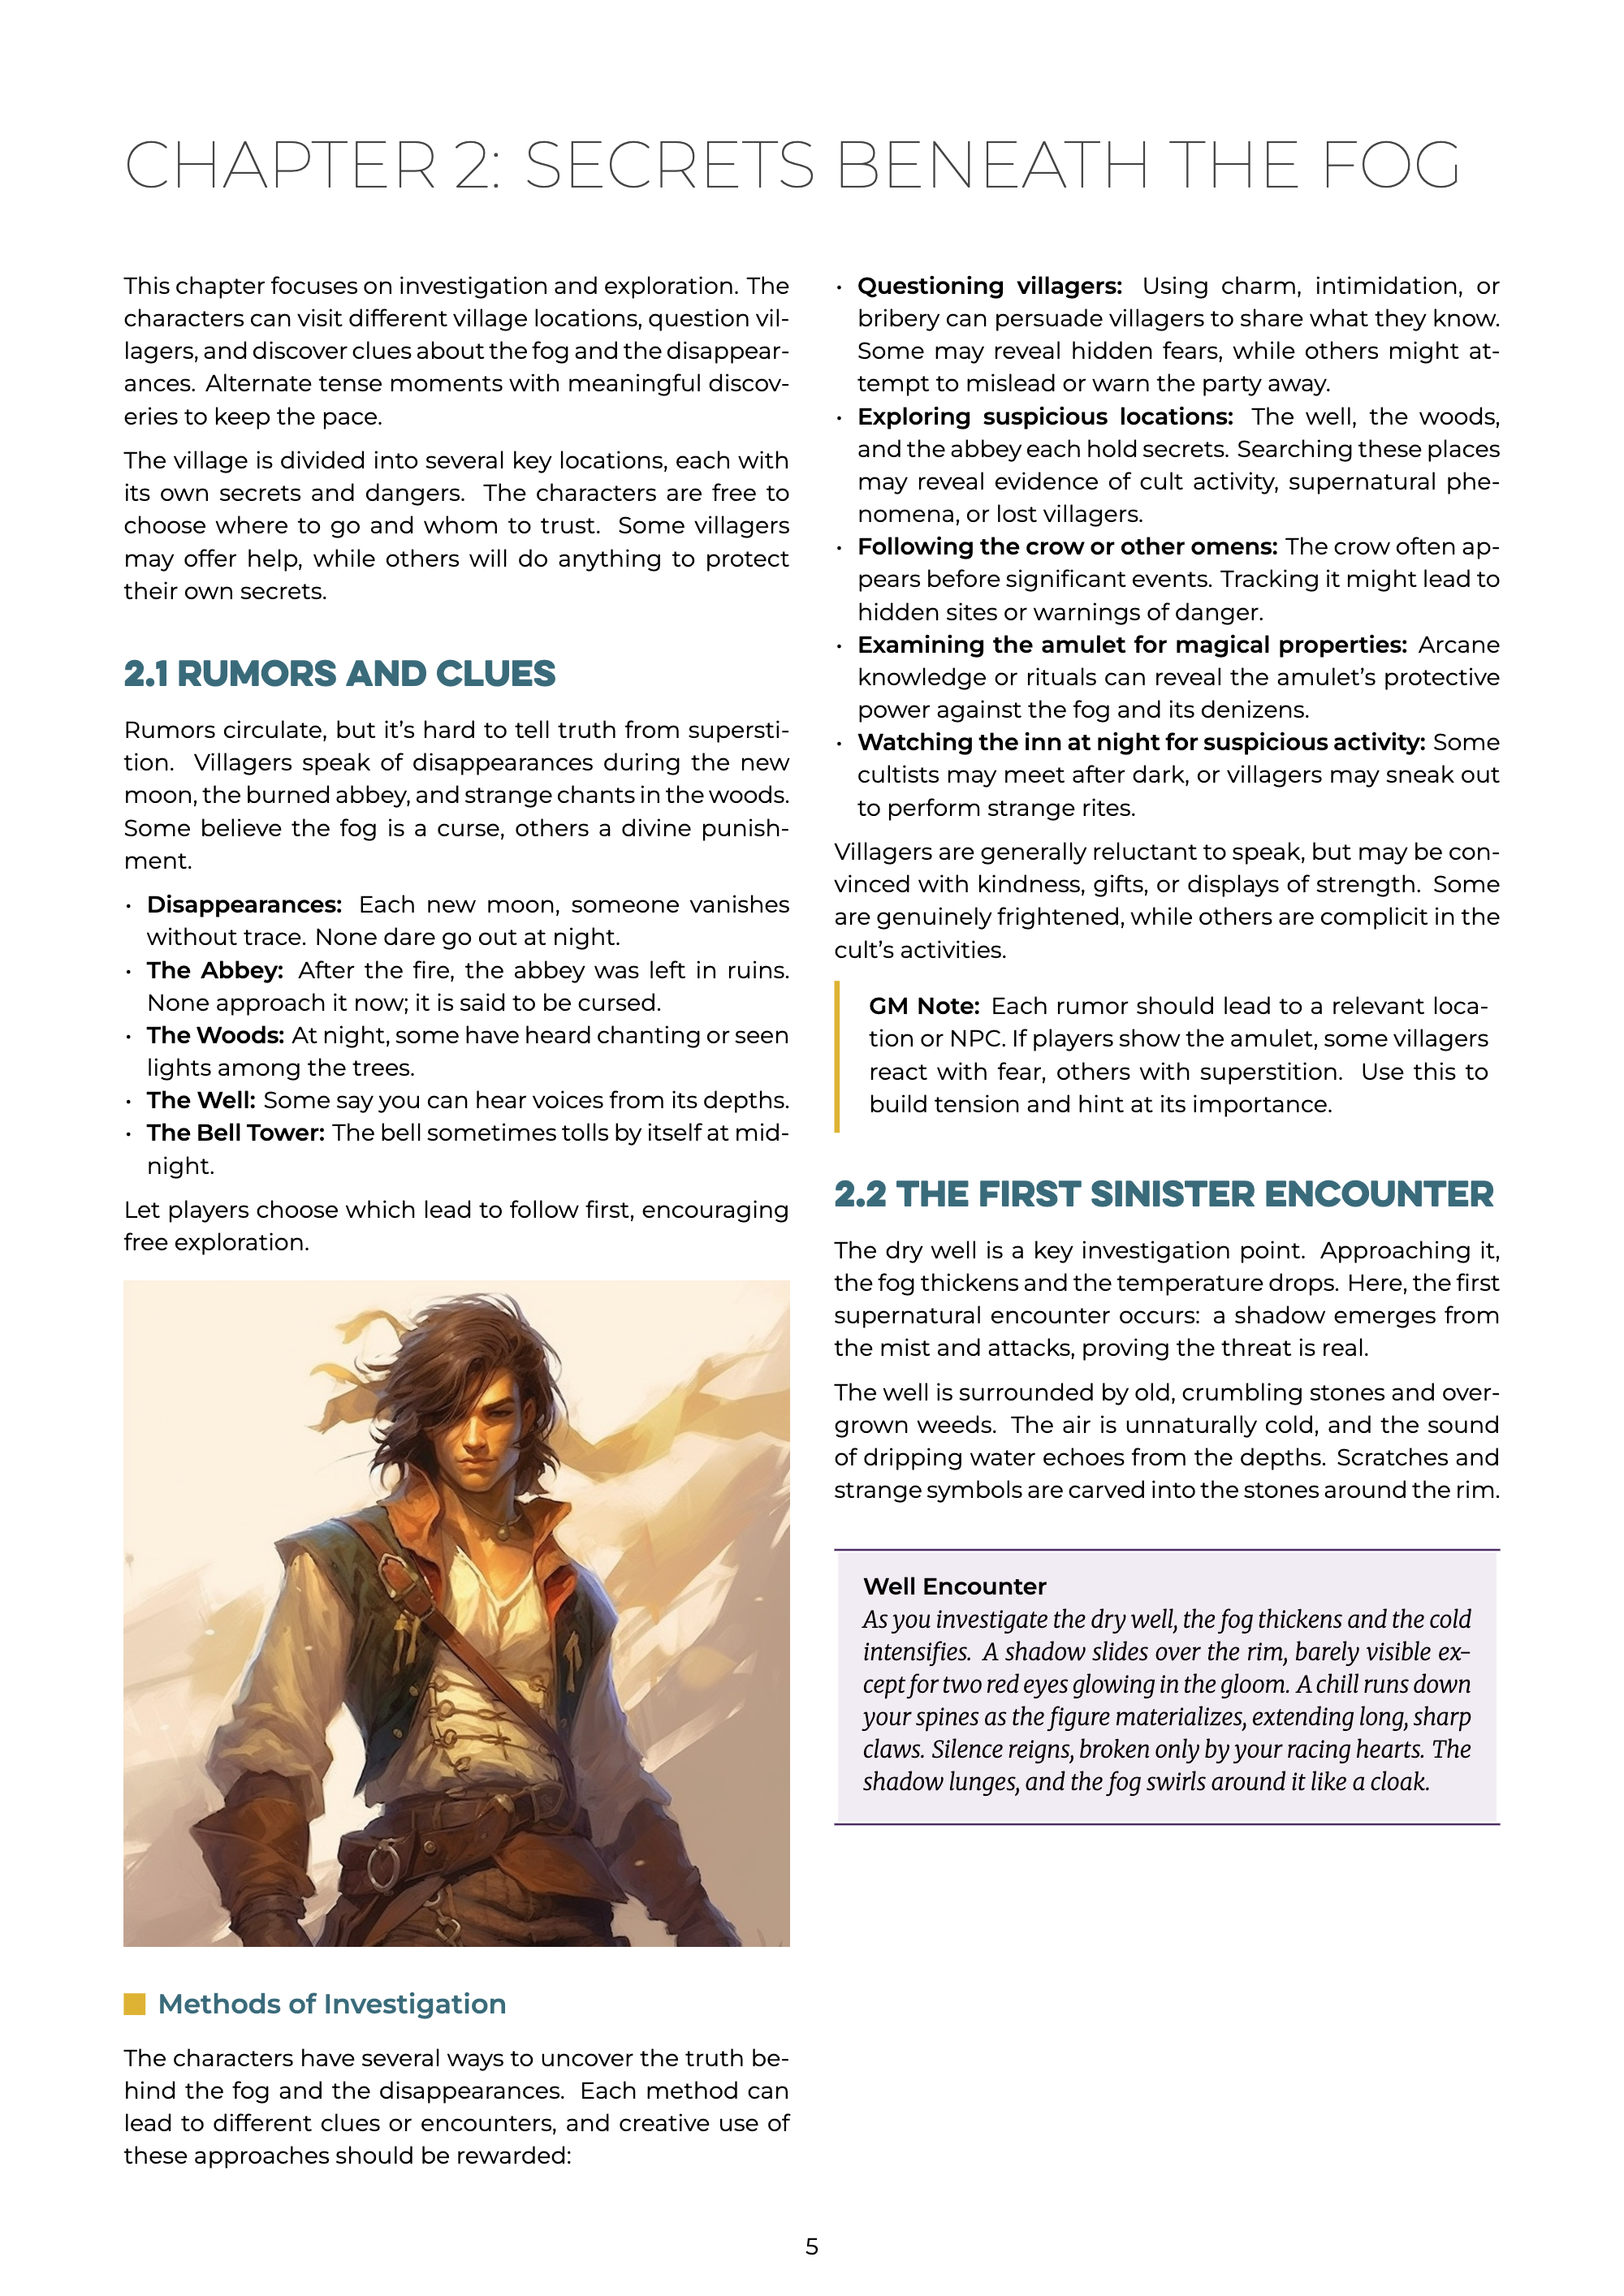 CHAPTER 2: SECRETS BENEATH THE FOG
This chapter focuses on investigation and exploration. The
characters can visit different village locations, question vil-
lagers, and discover clues about the fog and the disappear-
ances. Alternate tense moments with meaningful discov-
eries to keep the pace.
The village is divided into several key locations, each with
its own secrets and dangers. The characters are free to
choose where to go and whom to trust. Some villagers
may offer help, while others will do anything to protect
their own secrets.
2.1 RUMORS AND CLUES
Rumors circulate, but it's hard to tell truth from supersti-
tion. Villagers speak of disappearances during the new
moon, the burned abbey, and strange chants in the woods.
Some believe the fog is a curse, others a divine punish-
ment.
• Disappearances: Each new moon, someone vanishes
without trace. None dare go out at night.
• The Abbey: After the fire, the abbey was left in ruins.
None approach it now; it is said to be cursed.
• The Woods: At night, some have heard chanting or seen
lights among the trees.
• The Well: Some say you can hear voices from its depths.
• The Bell Tower: The bell sometimes tolls by itself at mid-
night.
Let players choose which lead to follow first, encouraging
free exploration.
Methods of Investigation
The characters have several ways to uncover the truth be-
hind the fog and the disappearances. Each method can
lead to different clues or encounters, and creative use of
these approaches should be rewarded:
• Questioning villagers: Using charm, intimidation, or
bribery can persuade villagers to share what they know.
Some may reveal hidden fears, while others might at-
tempt to mislead or warn the party away.
• Exploring suspicious locations: The well, the woods,
and the abbey each hold secrets. Searching these places
may reveal evidence of cult activity, supernatural phe-
nomena, or lost villagers.
• Following the crow or other omens: The crow often ap-
pears before significant events. Tracking it might lead to
hidden sites or warnings of danger.
• Examining the amulet for magical properties: Arcane
knowledge or rituals can reveal the amulet's protective
power against the fog and its denizens.
• Watching the inn at night for suspicious activity: Some
cultists may meet after dark, or villagers may sneak out
to perform strange rites.
Villagers are generally reluctant to speak, but may be con-
vinced with kindness, gifts, or displays of strength. Some
are genuinely frightened, while others are complicit in the
cult's activities.
GM Note: Each rumor should lead to a relevant loca-
tion or NPC. If players show the amulet, some villagers
react with fear, others with superstition. Use this to
build tension and hint at its importance.
2.2 THE FIRST SINISTER ENCOUNTER
The dry well is a key investigation point. Approaching it,
the fog thickens and the temperature drops. Here, the first
supernatural encounter occurs: a shadow emerges from
the mist and attacks, proving the threat is real.
The well is surrounded by old, crumbling stones and over-
grown weeds. The air is unnaturally cold, and the sound
of dripping water echoes from the depths. Scratches and
strange symbols are carved into the stones around the rim.
Well Encounter
As you investigate the dry well, the fog thickens and the cold
intensifies. A shadow slides over the rim, barely visible ex-
cept for two red eyes glowing in the gloom. A chill runs down
your spines as the figure materializes, extending long, sharp
claws. Silence reigns, broken only by your racing hearts. The
shadow lunges, and the fog swirls around it like a cloak.
5